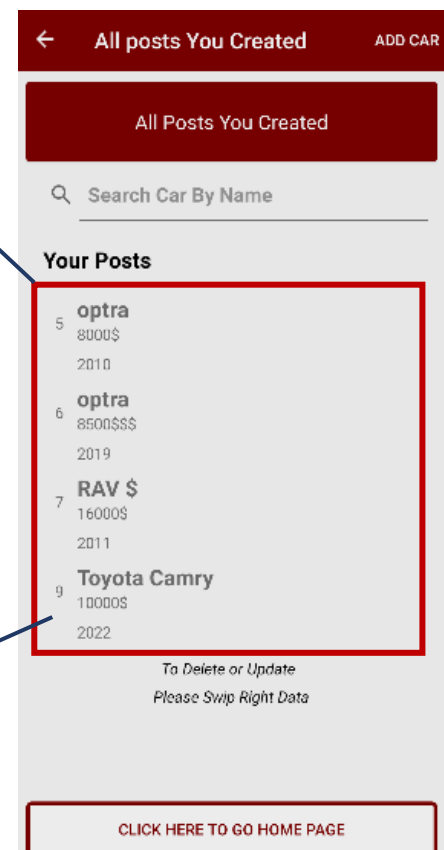 All posts You Created ADD CAR
All Posts You Created
Search Car By Name
Your Posts
5 optra
8000$
2010
6 optra
8500$$$
2019
7 RAV $
16000$
2011
9 Toyota Camry
10000$
2022
To Delete or Update
Please Swip Right Data
CLICK HERE TO GO HOME PAGE